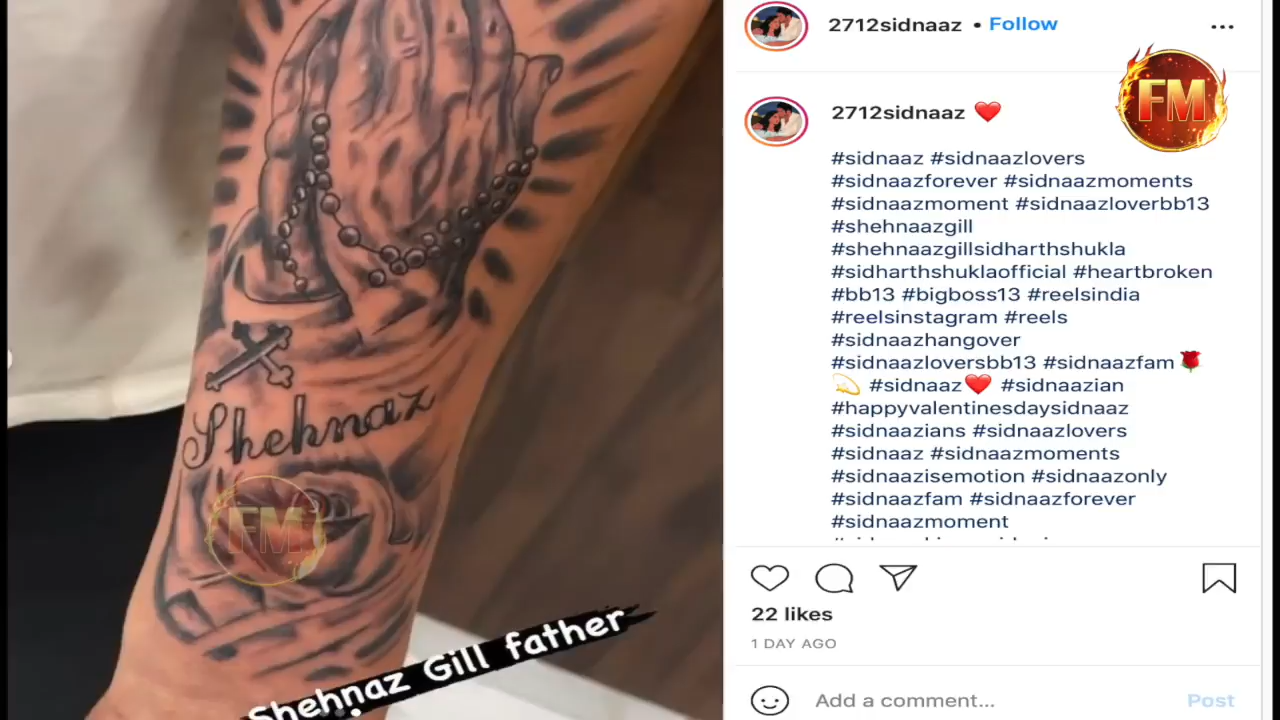 2712sidnaaz • Follow
FM
2712sidnaaz ❤️
#sidnaaz #sidnaazlovers
#sidnaazforever #sidnaazmoments
#sidnaazmoment #sidnaazloverbb13
#shehnaazgill
#shehnaazgillsidharthshukla
#sidharthshuklaofficial #heartbroken
#bb13 #bigboss13 #reelsindia
#reelsinstagram #reels
#sidnaazhangover
#sidnaazloversbb13 #sidnaazfam🌹
💫 #sidnaaz❤️ #sidnaazian
#happyvalentinesdaysidnaaz
#sidnaazians #sidnaazlovers
#sidnaaz #sidnaazmoments
#sidnaazisemotion #sidnaazonly
#sidnaazfam #sidnaazforever
#sidnaazmoment
22 likes
1 DAY AGO
Add a comment... Post
Shehnaz
FM
Shehnaz Gill father